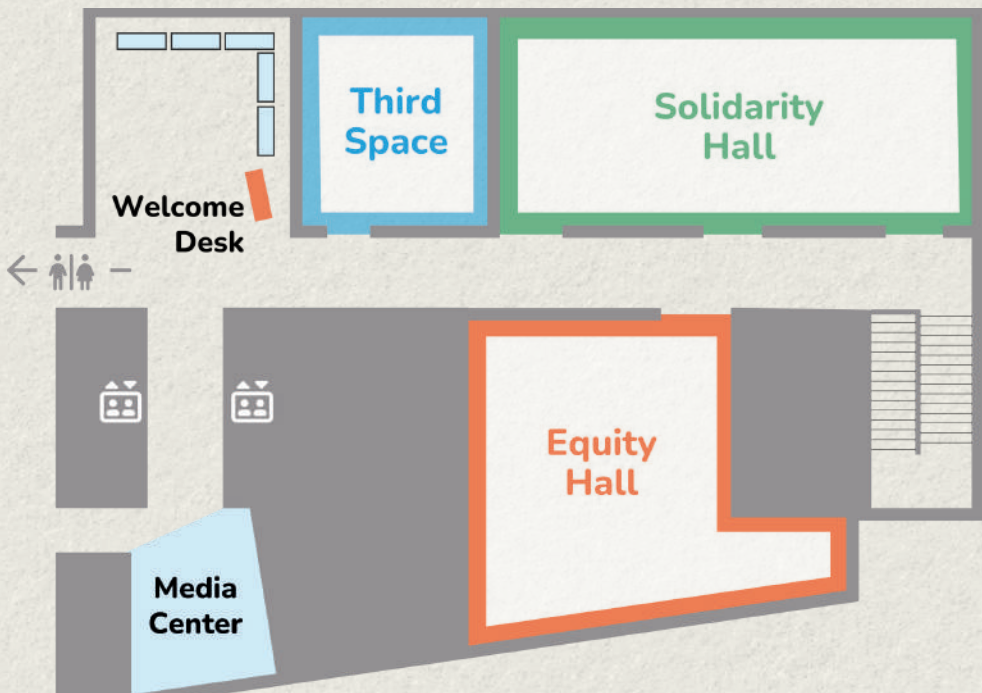 Third
Space
Solidarity
Hall
Welcome
Desk
Equity
Hall
Media
Center